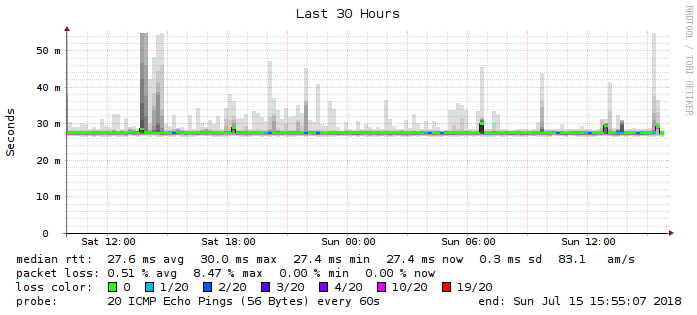 Last 30 Hours
RRDTOOL / TOBI OETIKER
Seconds
50 m
40 m
30 m
20 m
10 m
0
Sat 12:00 Sat 18:00 Sun 00:00 Sun 06:00 Sun 12:00
median rtt: 27.6 ms avg 30.0 ms max 27.4 ms min 27.4 ms now 0.3 ms sd 83.1 am/s
packet loss: 0.51 % avg 8.47 % max 0.00 % min 0.00 % now
loss color: 0 1/20 2/20 3/20 4/20 10/20 19/20
probe: 20 ICMP Echo Pings (56 Bytes) every 60s end: Sun Jul 15 15:55:07 2018